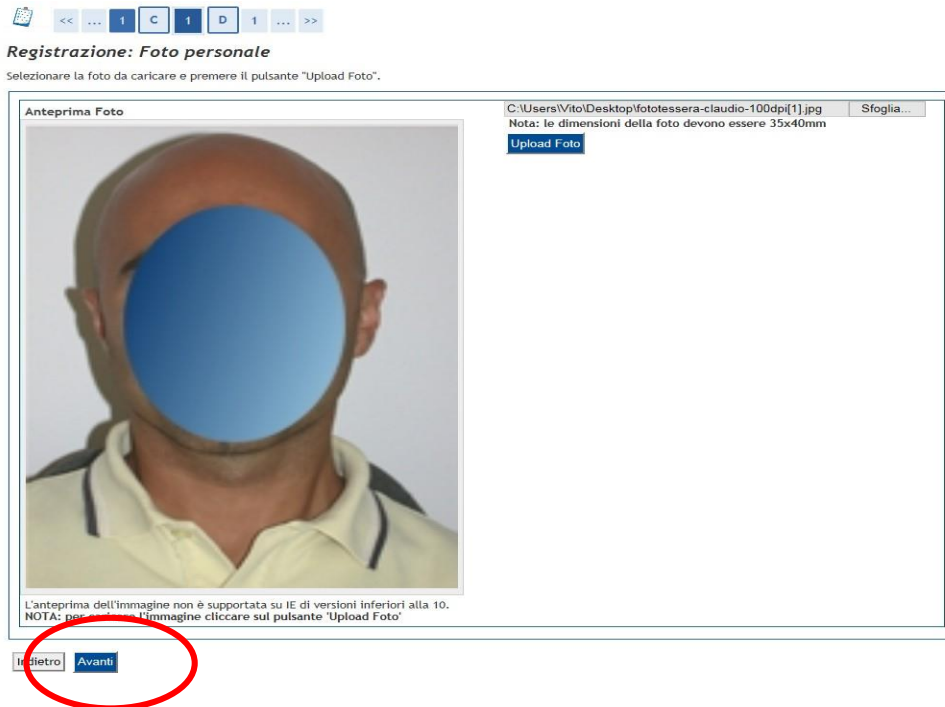 << ... 1 C 1 D 1 ... >>
Registrazione: Foto personale
Selezionare la foto da caricare e premere il pulsante "Upload Foto".
Anteprima Foto
C:\Users\Vito\Desktop\fototessera-claudio-100dpi[1].jpg Sfoglia...
Nota: le dimensioni della foto devono essere 35x40mm
Upload Foto
L'anteprima dell'immagine non è supportata su IE di versioni inferiori alla 10.
NOTA: per caricare l'immagine cliccare sul pulsante 'Upload Foto'
Indietro Avanti